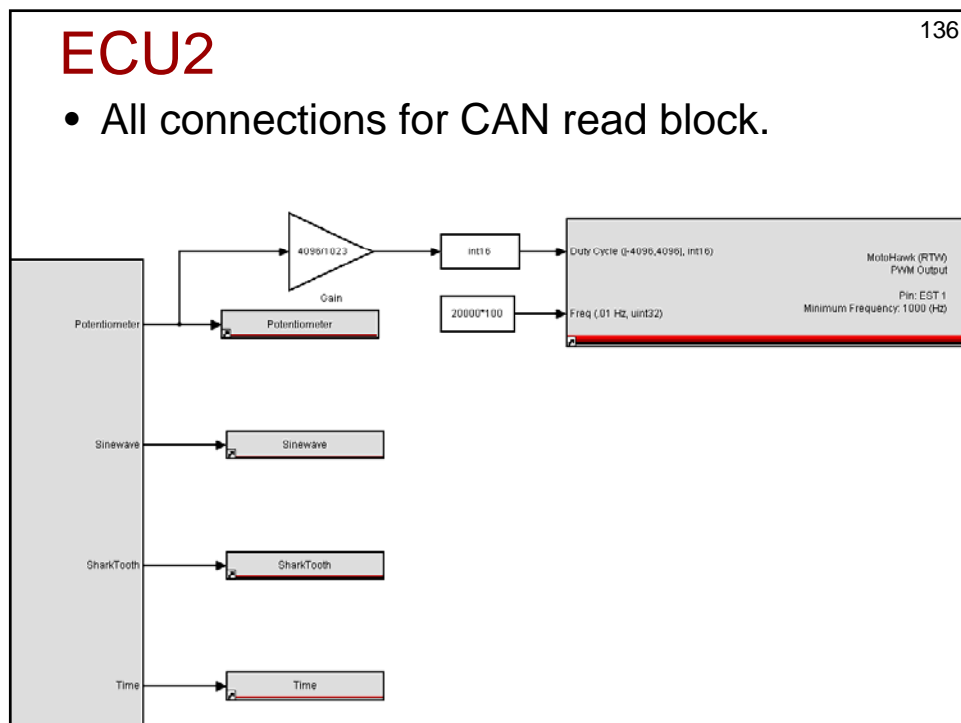 136
ECU2
• All connections for CAN read block.
4096/1023
Gain
int16
20000*100
Duty Cycle ([-4096,4096], int16)
Freq (.01 Hz, uint32)
MotoHawk (RTW)
PWM Output
Pin: EST 1
Minimum Frequency: 1000 (Hz)
Potentiometer
Potentiometer
Sinewave
Sinewave
SharkTooth
SharkTooth
Time
Time